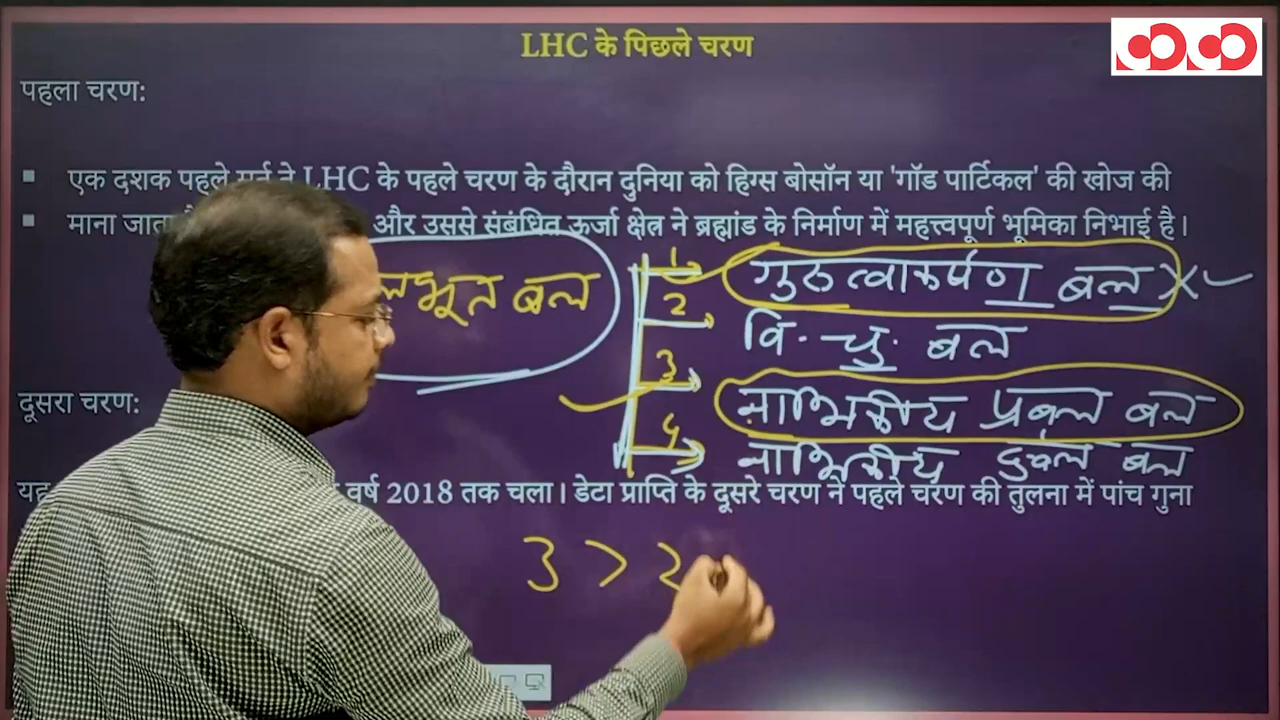 LHC के पिछले चरण
पहला चरण:
एक दशक पहले LHC के पहले चरण के दौरान दुनिया को हिग्स बोसॉन या 'गॉड पार्टिकल' की खोज की
माना और उससे संबंधित ऊर्जा क्षेत्र ने ब्रह्मांड के निर्माण में महत्त्वपूर्ण भूमिका निभाई है।
लभूत बल
1 गुरुत्वाकर्षण बल
2 वि. चु. बल
3 नाभिकीय प्रबल बल
4 नाभिकीय दुर्बल बल
दूसरा चरण:
वर्ष 2018 तक चला। डेटा प्राप्ति के दूसरे चरण ने पहले चरण की तुलना में पांच गुना
3 > 2